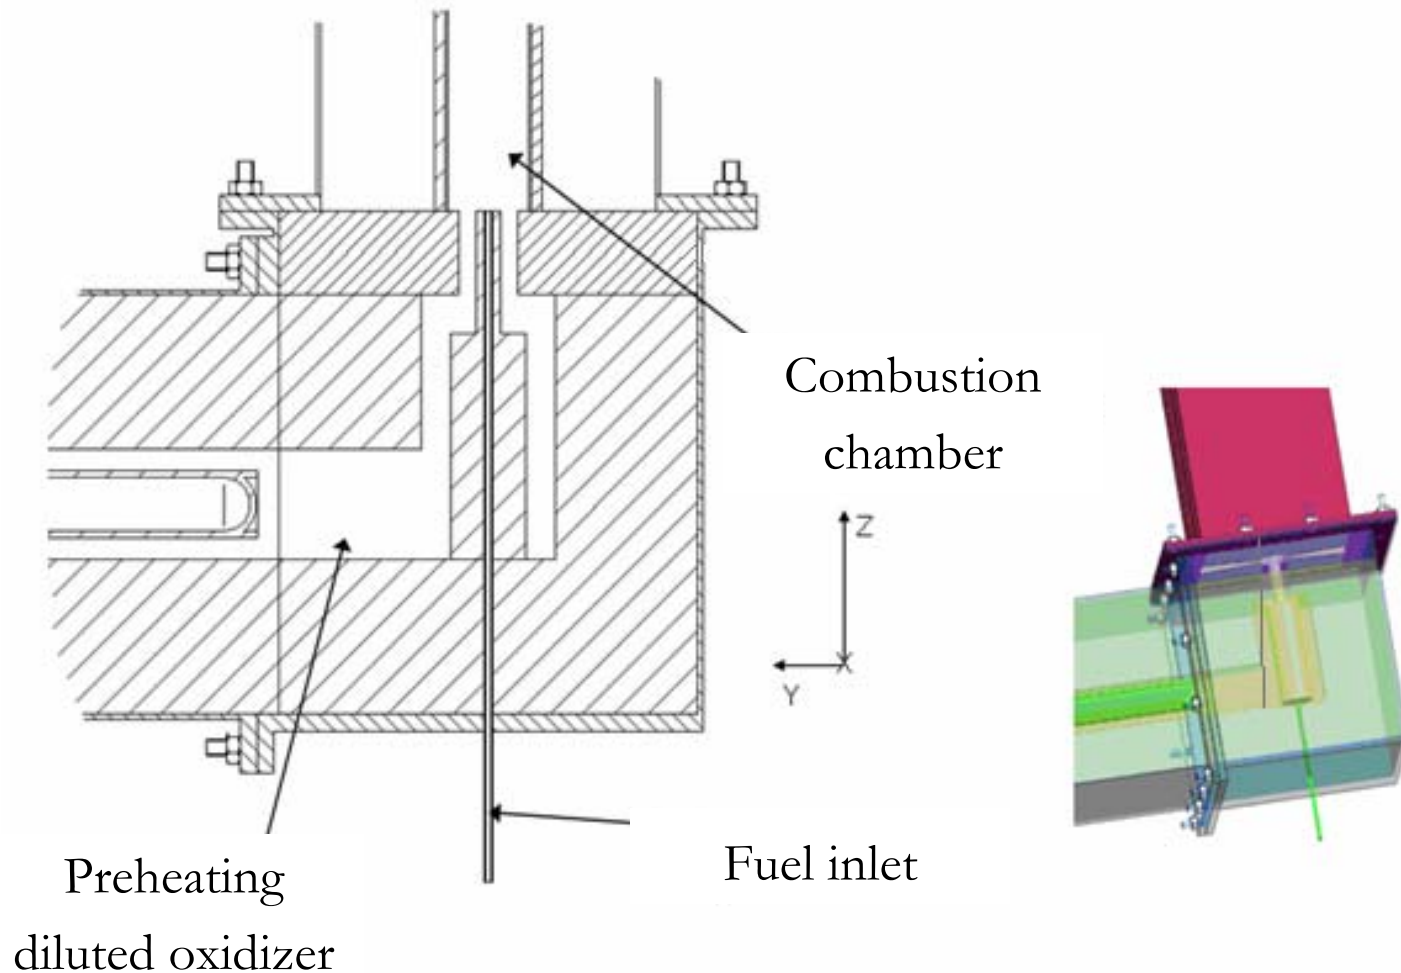 Combustion
chamber
Z
X
Y
Fuel inlet
Preheating
diluted oxidizer